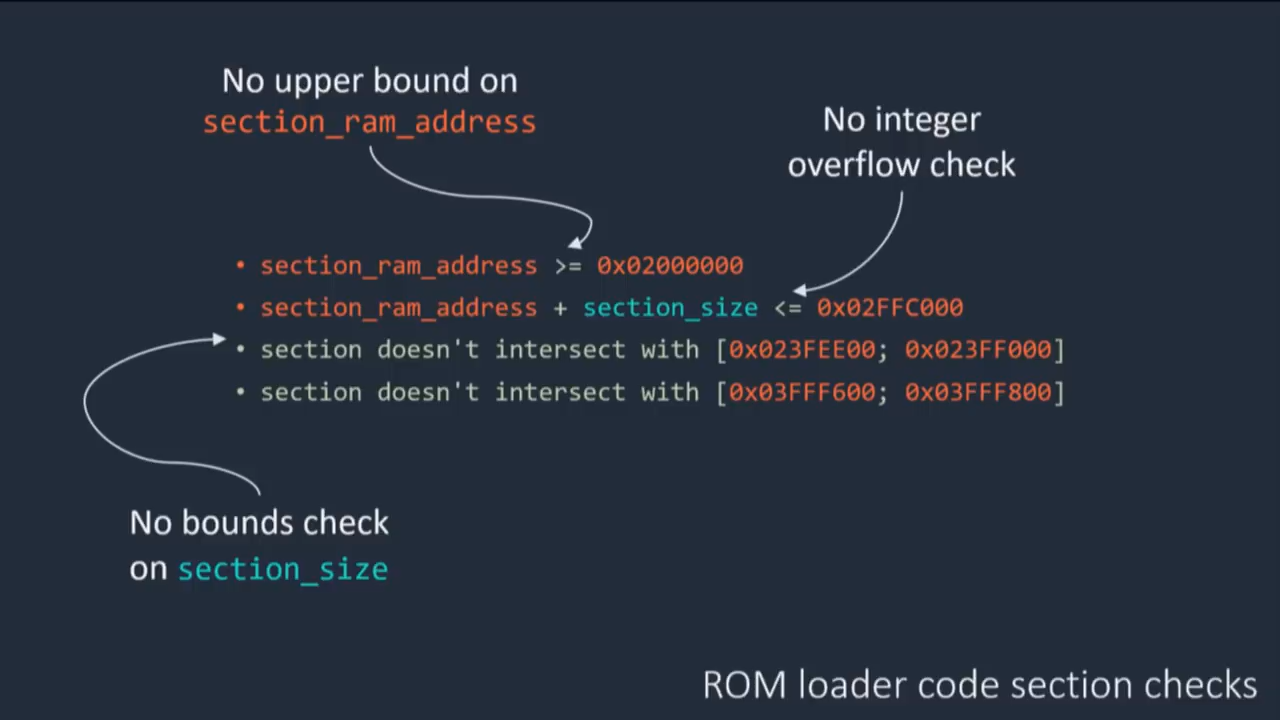 No upper bound on
section_ram_address
No integer
overflow check
• section_ram_address >= 0x02000000
• section_ram_address + section_size <= 0x02FFC000
• section doesn't intersect with [0x023FEE00; 0x023FF000]
• section doesn't intersect with [0x03FFF600; 0x03FFF800]
No bounds check
on section_size
ROM loader code section checks